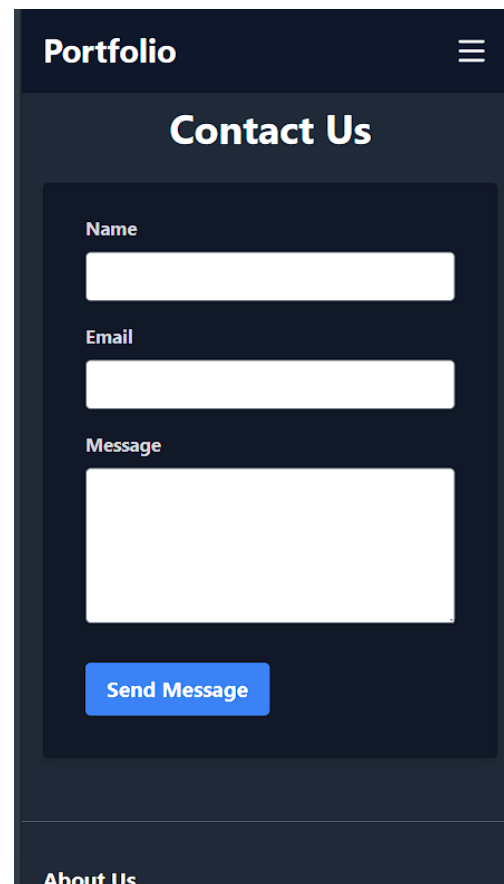 Portfolio
Contact Us
Name
Email
Message
Send Message
About Us